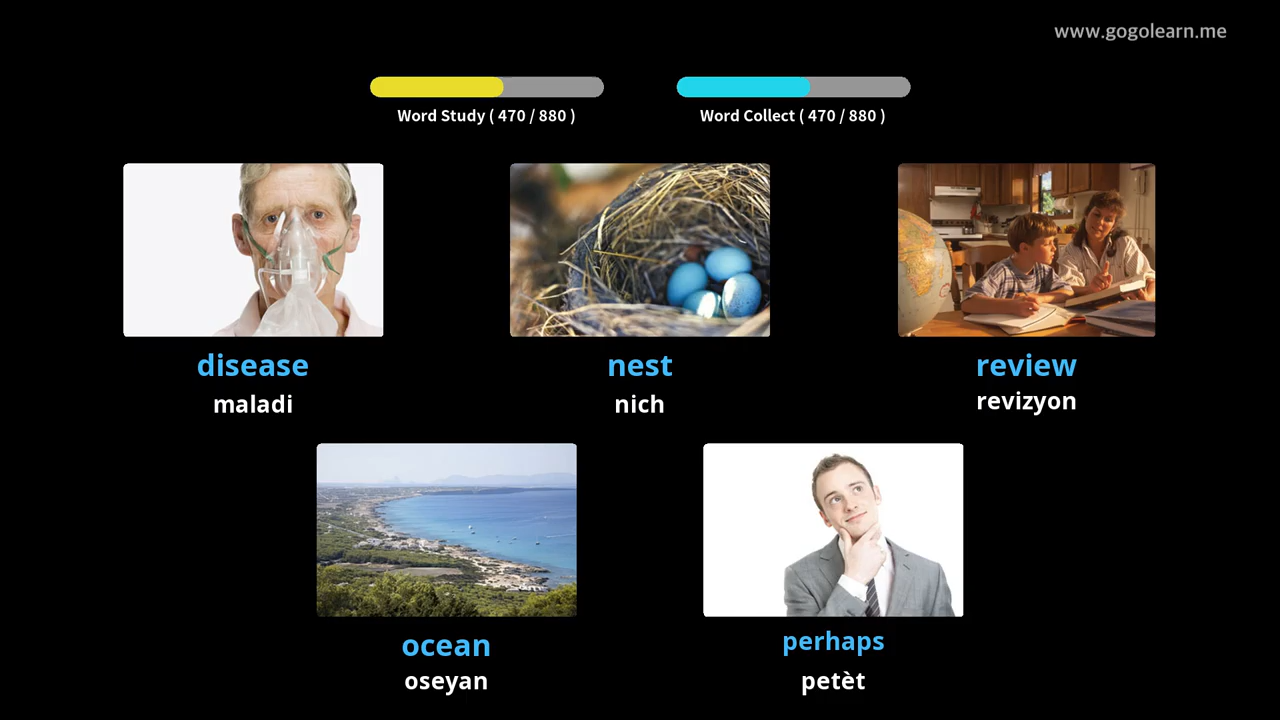 www.gogolearn.me
Word Study ( 470 / 880 )
Word Collect ( 470 / 880 )
disease
maladi
nest
nich
review
revizyon
ocean
oseyan
perhaps
petèt